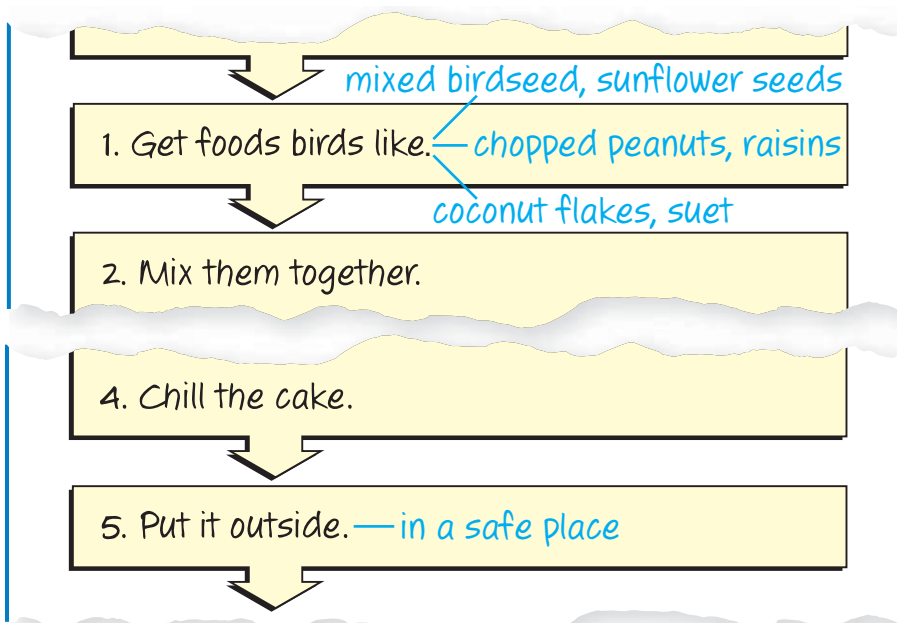 mixed birdseed, sunflower seeds
1. Get foods birds like. chopped peanuts, raisins
coconut flakes, suet
2. Mix them together.
4. Chill the cake.
5. Put it outside. in a safe place